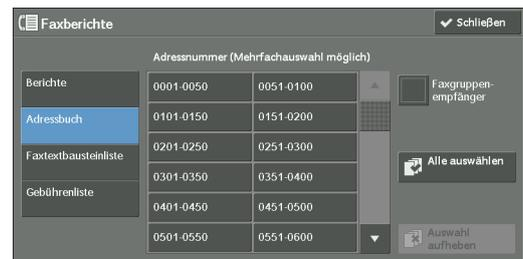 Faxberichte
Schließen
Adressnummer (Mehrfachauswahl möglich)
Berichte
Adressbuch
Faxtextbausteinliste
Gebührenliste
0001-0050 0051-0100
0101-0150 0151-0200
0201-0250 0251-0300
0301-0350 0351-0400
0401-0450 0451-0500
0501-0550 0551-0600
Faxgruppen-
empfänger
Alle auswählen
Auswahl
aufheben